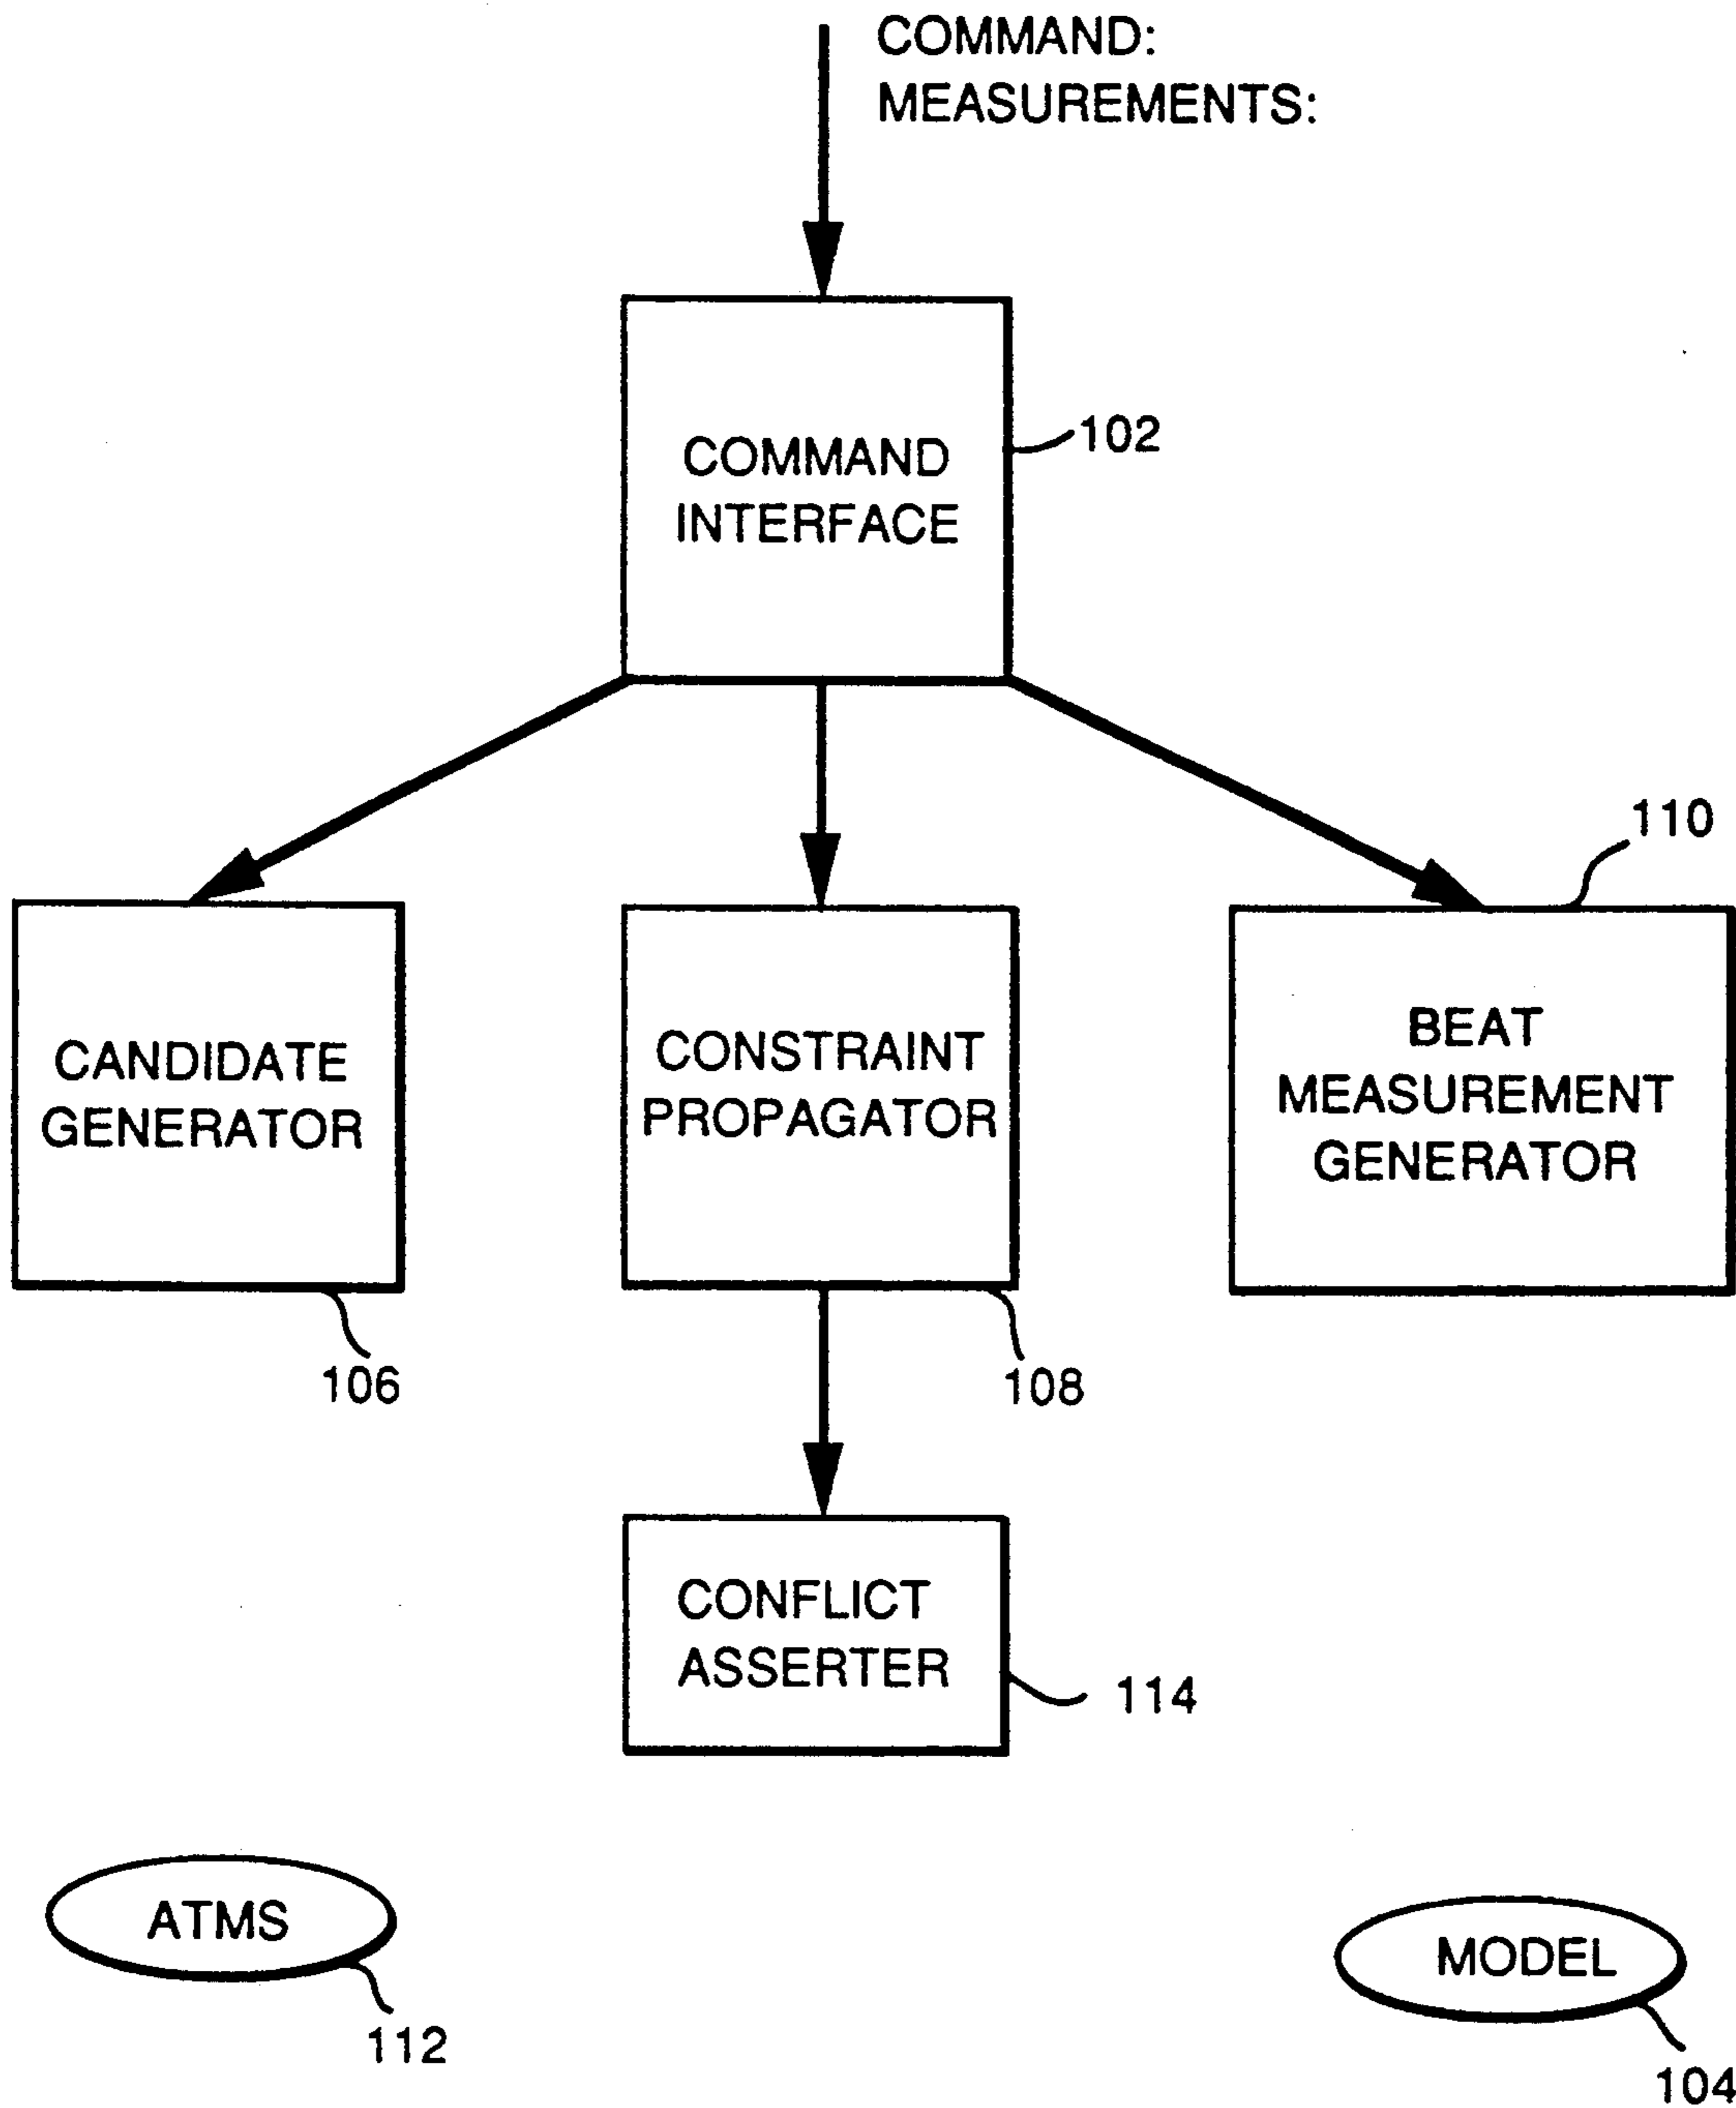 COMMAND:
MEASUREMENTS:
COMMAND
INTERFACE
102
110
CANDIDATE
GENERATOR
CONSTRAINT
PROPAGATOR
BEAT
MEASUREMENT
GENERATOR
106
108
CONFLICT
ASSERTER
114
ATMS
MODEL
112
104